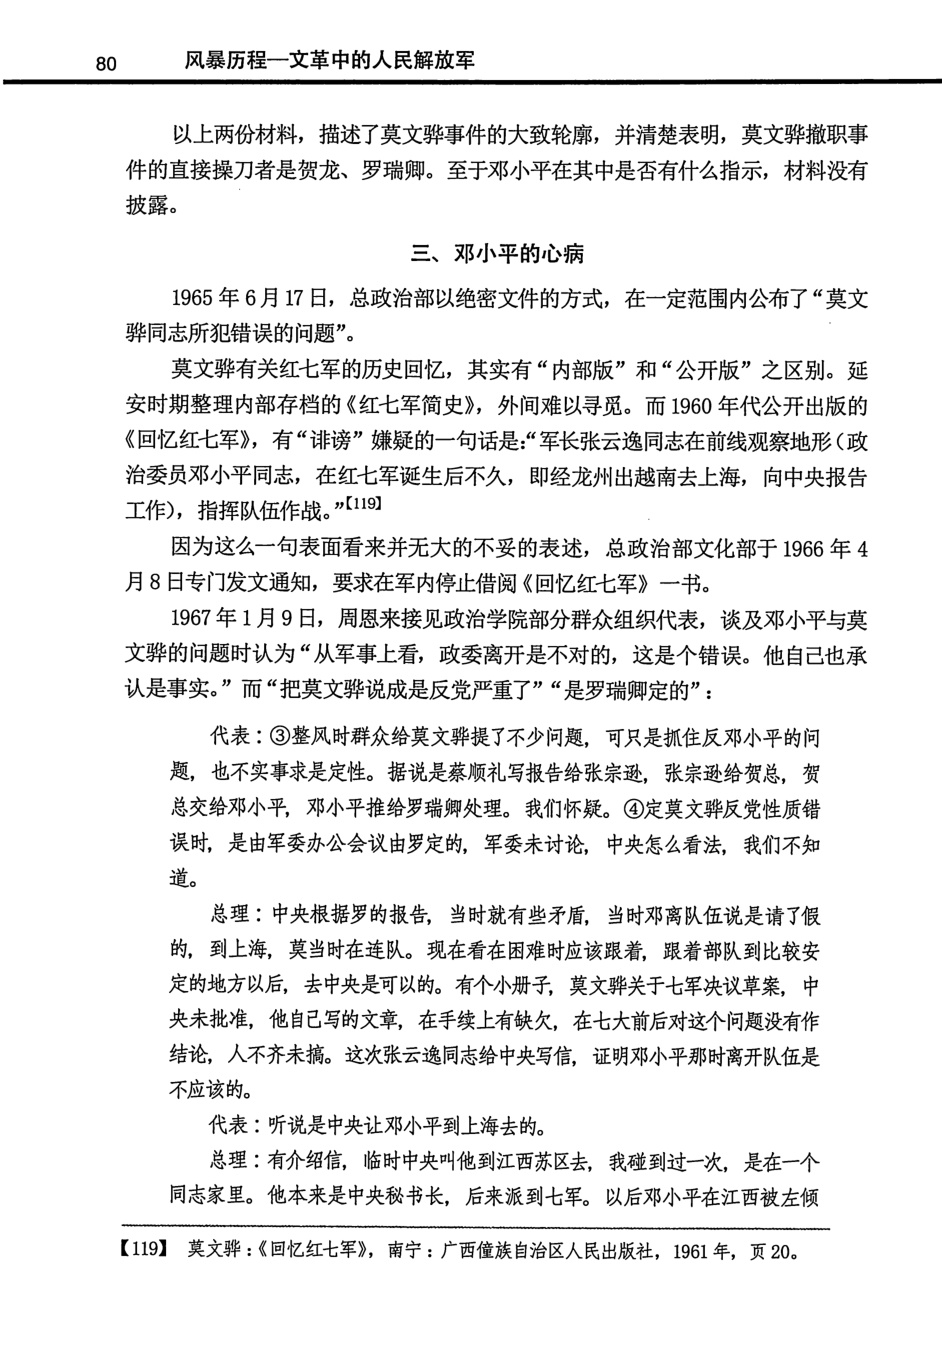 80 风暴历程—文革中的人民解放军
以上两份材料，描述了莫文骅事件的大致轮廓，并清楚表明，莫文骅撤职事
件的直接操刀者是贺龙、罗瑞卿。至于邓小平在其中是否有什么指示，材料没有
披露。
三、邓小平的心病
1965 年 6 月 17 日，总政治部以绝密文件的方式，在一定范围内公布了“莫文
骅同志所犯错误的问题”。
莫文骅有关红七军的历史回忆，其实有“内部版”和“公开版”之区别。延
安时期整理内部存档的《红七军简史》，外间难以寻觅。而 1960 年代公开出版的
《回忆红七军》，有“诽谤”嫌疑的一句话是：“军长张云逸同志在前线观察地形（政
治委员邓小平同志，在红七军诞生后不久，即经龙州出越南去上海，向中央报告
工作），指挥队伍作战。”【119】
因为这么一句表面看来并无大的不妥的表述，总政治部文化部于 1966 年 4
月 8 日专门发文通知，要求在军内停止借阅《回忆红七军》一书。
1967 年 1 月 9 日，周恩来接见政治学院部分群众组织代表，谈及邓小平与莫
文骅的问题时认为“从军事上看，政委离开是不对的，这是个错误。他自己也承
认是事实。”而“把莫文骅说成是反党严重了”“是罗瑞卿定的”：
代表：③整风时群众给莫文骅提了不少问题，可只是抓住反邓小平的问
题，也不实事求是定性。据说是蔡顺礼写报告给张宗逊，张宗逊给贺总，贺
总交给邓小平，邓小平推给罗瑞卿处理。我们怀疑。④定莫文骅反党性质错
误时，是由军委办公会议由罗定的，军委未讨论，中央怎么看法，我们不知
道。
总理：中央根据罗的报告，当时就有些矛盾，当时邓离队伍说是请了假
的，到上海，莫当时在连队。现在看在困难时应该跟着，跟着部队到比较安
定的地方以后，去中央是可以的。有个小册子，莫文骅关于七军决议草案，中
央未批准，他自己写的文章，在手续上有缺欠，在七大前后对这个问题没有作
结论，人不齐未搞。这次张云逸同志给中央写信，证明邓小平那时离开队伍是
不应该的。
代表：听说是中央让邓小平到上海去的。
总理：有介绍信，临时中央叫他到江西苏区去，我碰到过一次，是在一个
同志家里。他本来是中央秘书长，后来派到七军。以后邓小平在江西被左倾
【119】 莫文骅：《回忆红七军》，南宁：广西僮族自治区人民出版社，1961 年，页 20。